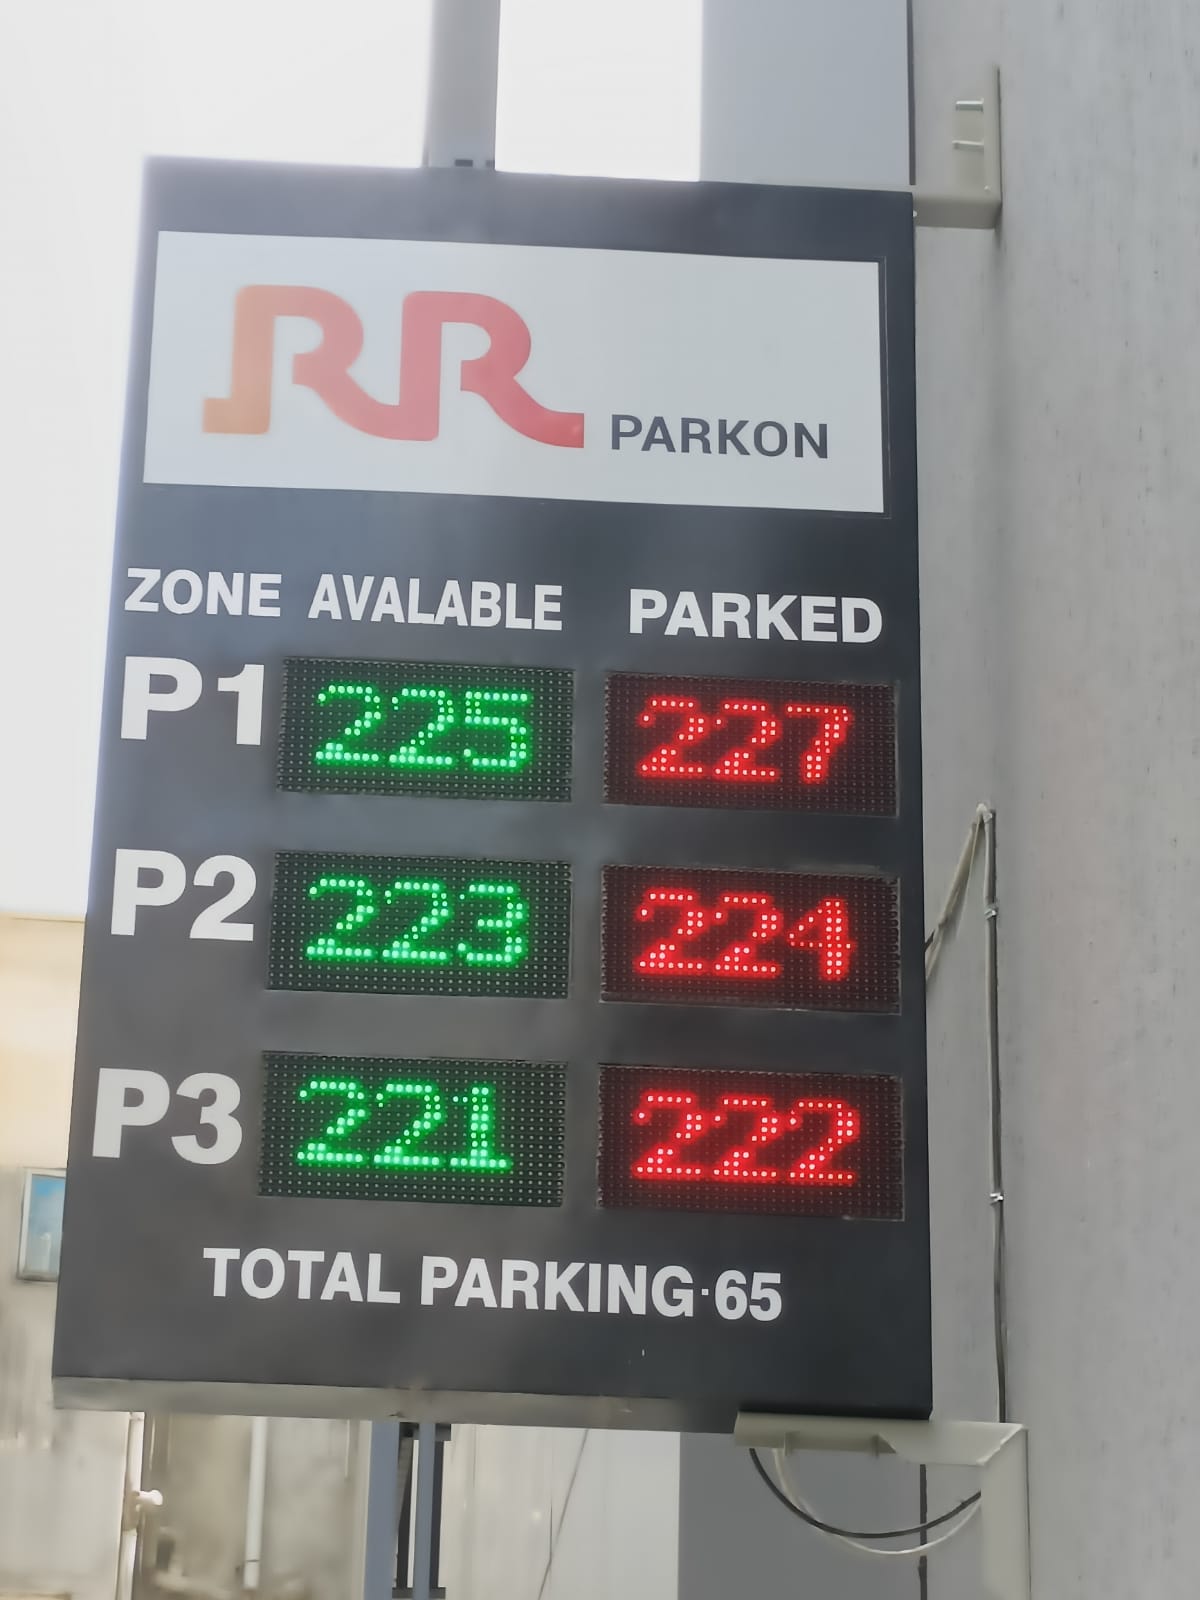 RR PARKON
ZONE AVALABLE PARKED
P1 225 227
P2 223 224
P3 221 222
TOTAL PARKING·65